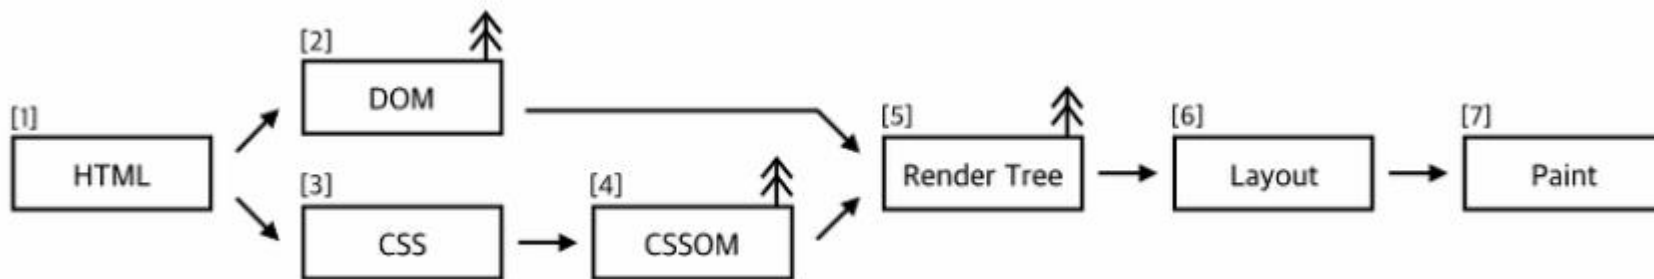 [1]
HTML
[2]
DOM
[3]
CSS
[4]
CSSOM
[5]
Render Tree
[6]
Layout
[7]
Paint